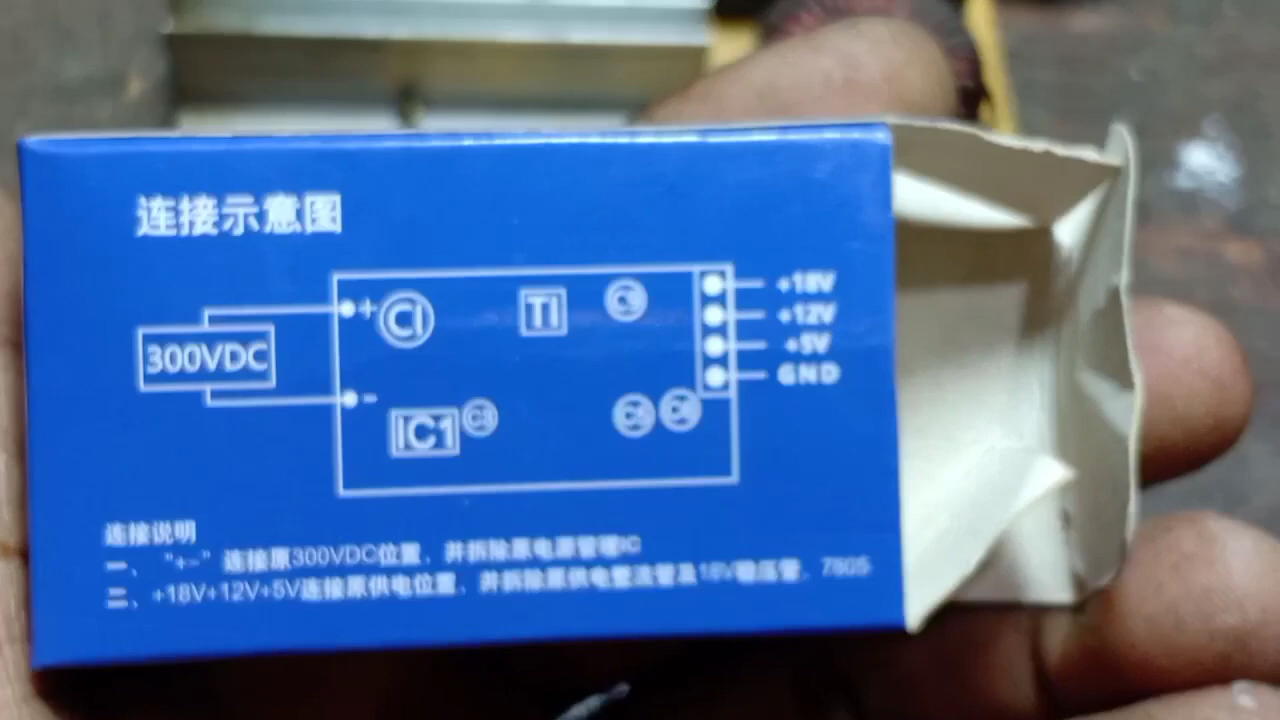 连接示意图
+18V
+12V
+5V
GND
+
CI
TI
300VDC
-
IC1
C3
连接说明
一、 “+-” 连接原300VDC位置，并拆除原电源管理IC
二、+18V+12V+5V连接原供电位置，并拆除原供电整流管及18V稳压管、7805